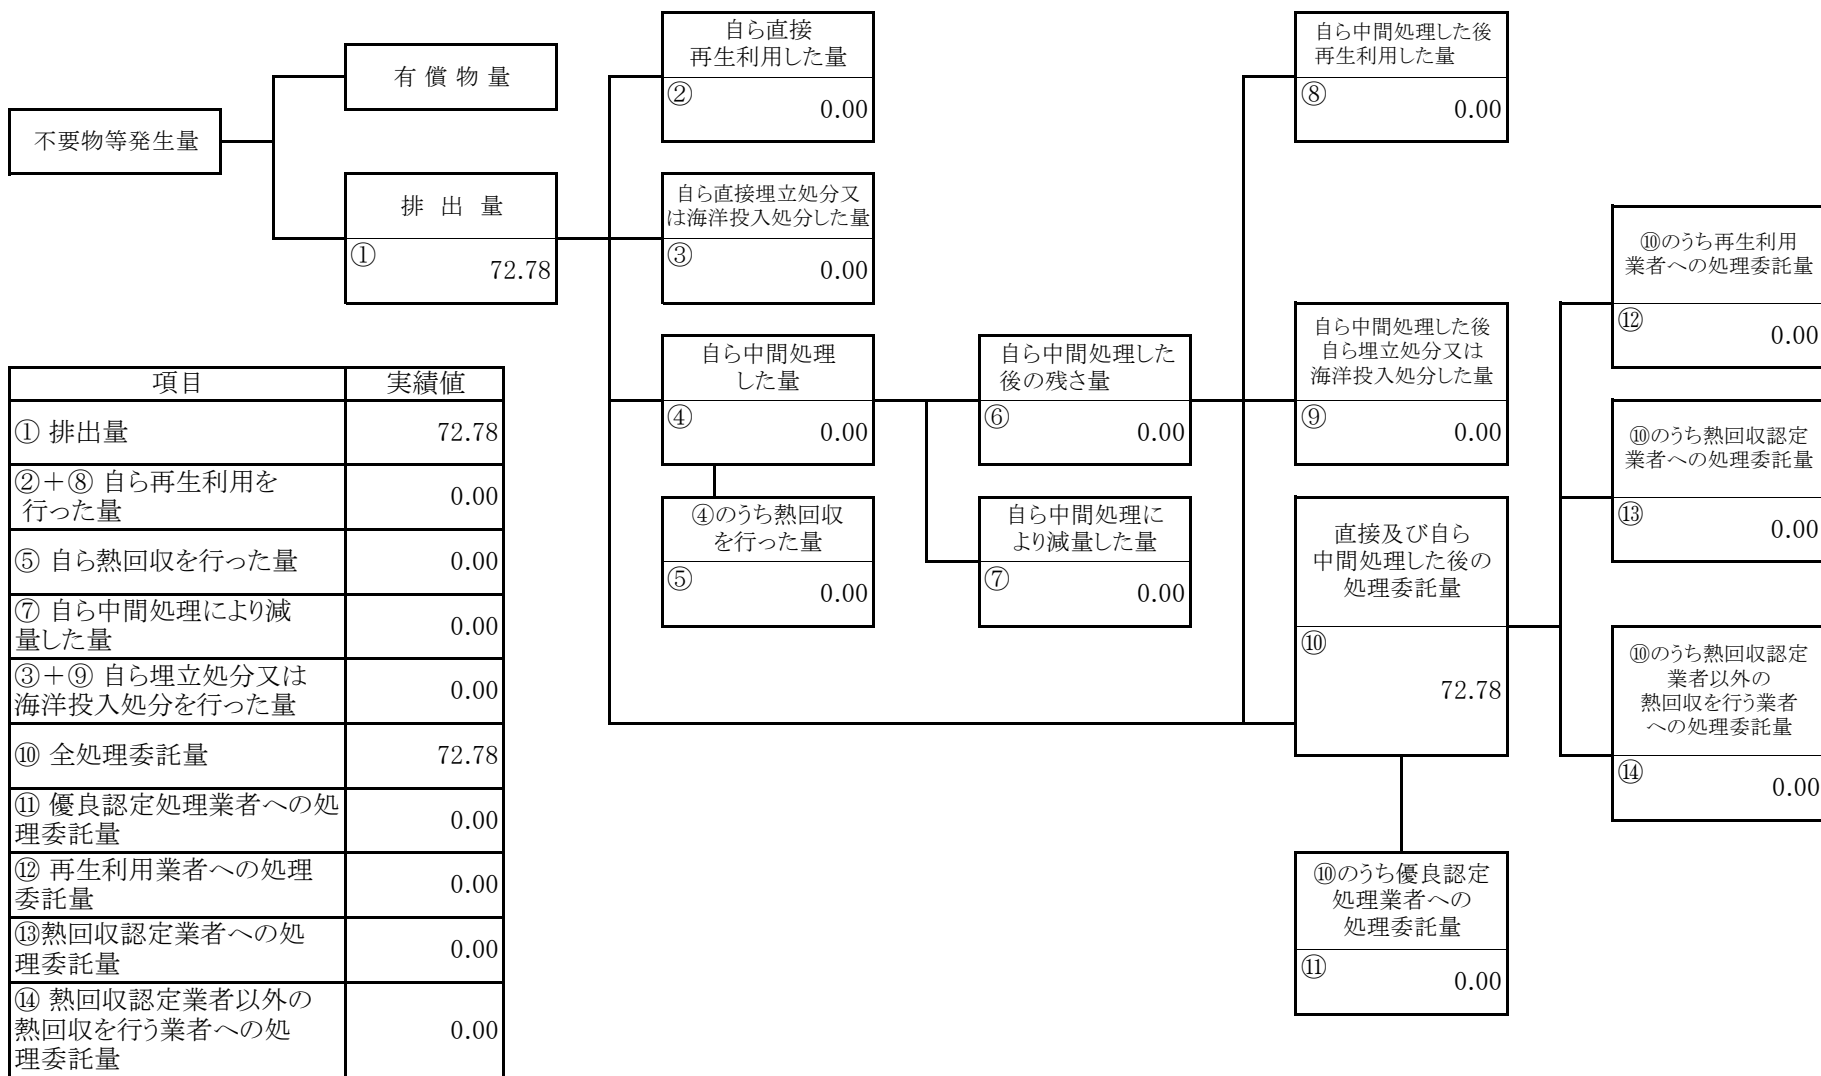 不要物等発生量
有 償 物 量
排 出 量
①
72.78
自ら直接
再生利用した量
②
0.00
自ら直接埋立処分又
は海洋投入処分した量
③
0.00
自ら中間処理
した量
④
0.00
④のうち熱回収
を行った量
⑤
0.00
自ら中間処理した
後の残さ量
⑥
0.00
自ら中間処理に
より減量した量
⑦
0.00
自ら中間処理した後
再生利用した量
⑧
0.00
自ら中間処理した後
自ら埋立処分又は
海洋投入処分した量
⑨
0.00
直接及び自ら
中間処理した後の
処理委託量
⑩
72.78
⑩のうち優良認定
処理業者への
処理委託量
⑪
0.00
⑩のうち再生利用
業者への処理委託量
⑫
0.00
⑩のうち熱回収認定
業者への処理委託量
⑬
0.00
⑩のうち熱回収認定
業者以外の
熱回収を行う業者
への処理委託量
⑭
0.00
項目 実績値
① 排出量 72.78
②+⑧ 自ら再生利用を
行った量
0.00
⑤ 自ら熱回収を行った量 0.00
⑦ 自ら中間処理により減
量した量
0.00
③+⑨ 自ら埋立処分又は
海洋投入処分を行った量
0.00
⑩ 全処理委託量 72.78
⑪ 優良認定処理業者への処
理委託量
0.00
⑫ 再生利用業者への処理
委託量
0.00
⑬熱回収認定業者への処
理委託量
0.00
⑭ 熱回収認定業者以外の
熱回収を行う業者への処
理委託量
0.00